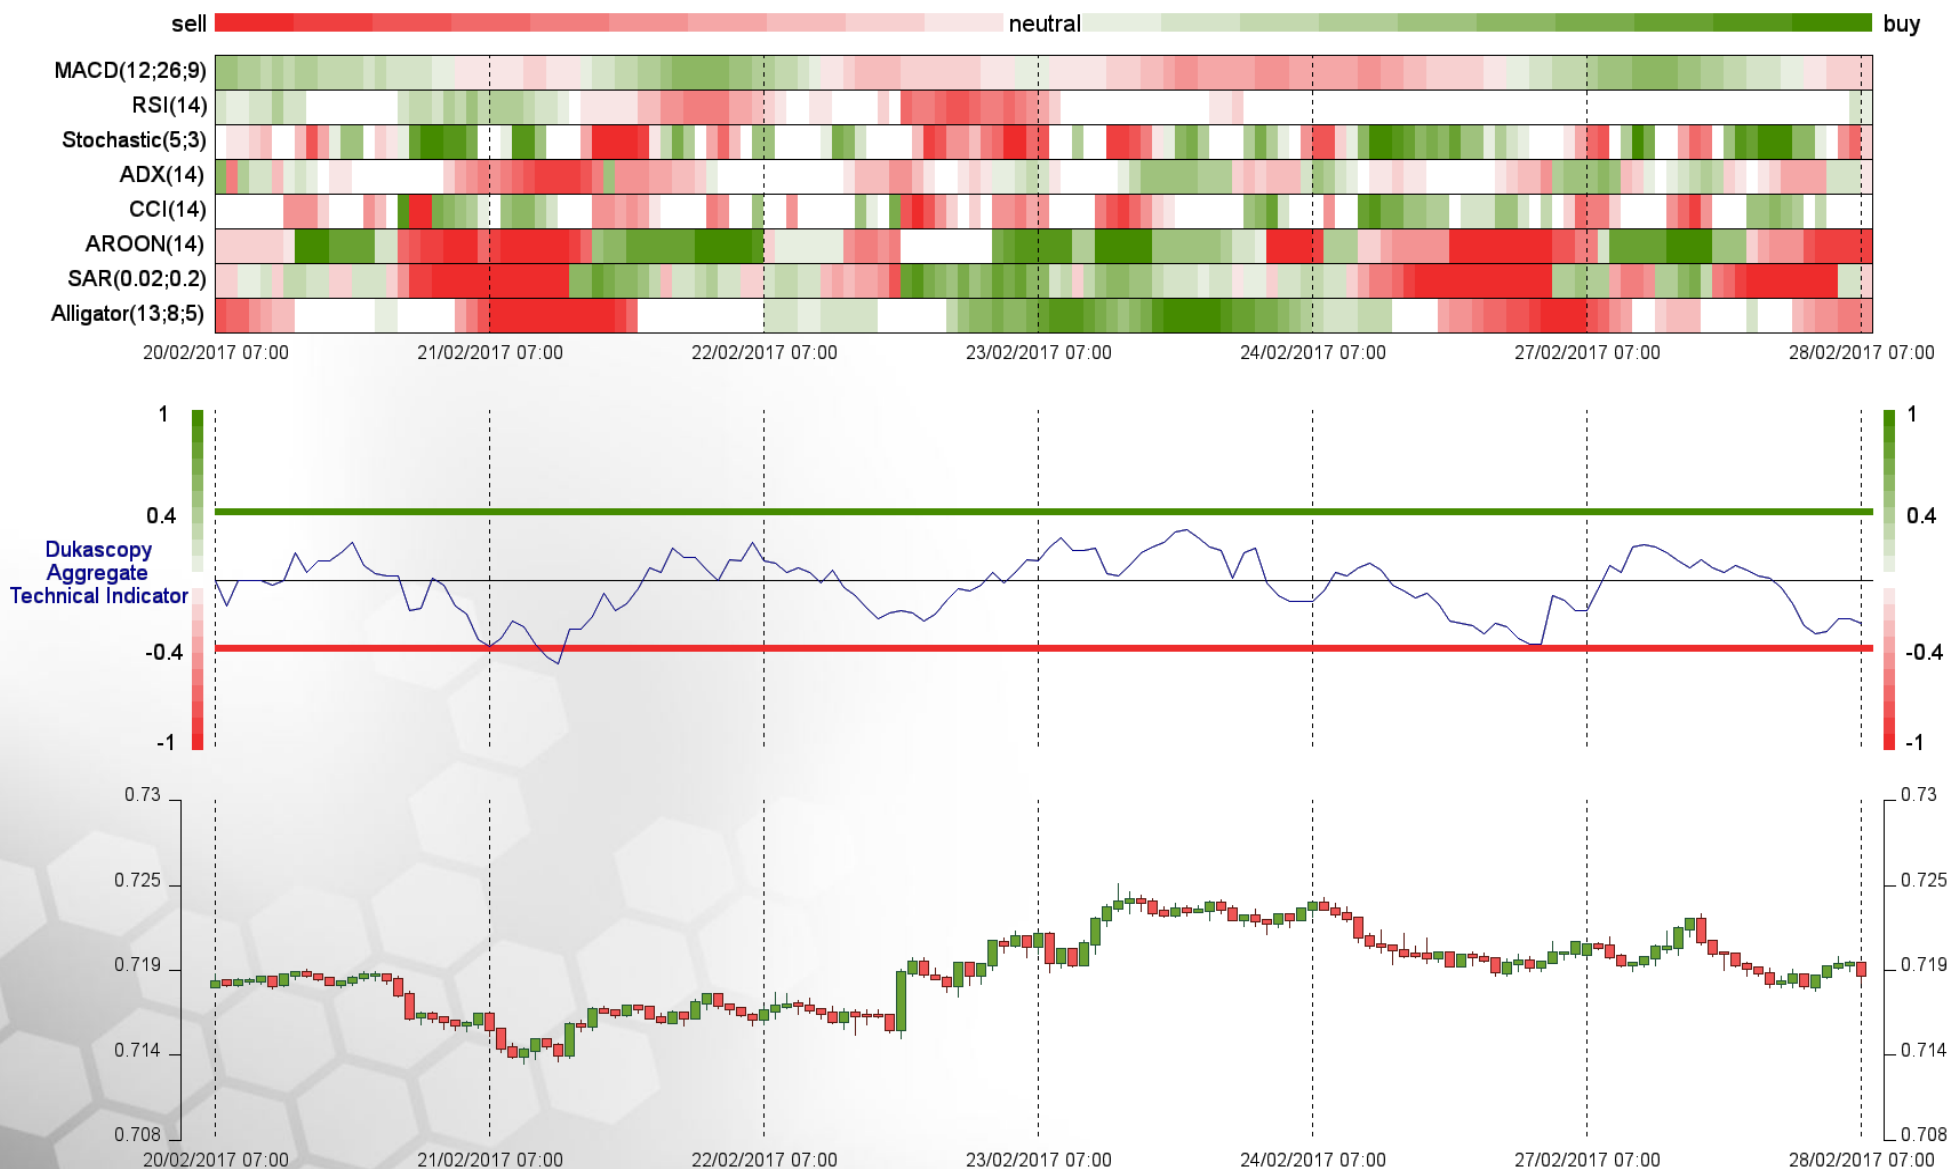 sell neutral buy
MACD(12;26;9)
RSI(14)
Stochastic(5;3)
ADX(14)
CCI(14)
AROON(14)
SAR(0.02;0.2)
Alligator(13;8;5)
20/02/2017 07:00 21/02/2017 07:00 22/02/2017 07:00 23/02/2017 07:00 24/02/2017 07:00 27/02/2017 07:00 28/02/2017 07:00
1 1
0.4 0.4
Dukascopy
Aggregate
Technical Indicator
-0.4 -0.4
-1 -1
0.73 0.73
0.725 0.725
0.719 0.719
0.714 0.714
0.708 0.708
20/02/2017 07:00 21/02/2017 07:00 22/02/2017 07:00 23/02/2017 07:00 24/02/2017 07:00 27/02/2017 07:00 28/02/2017 07:00